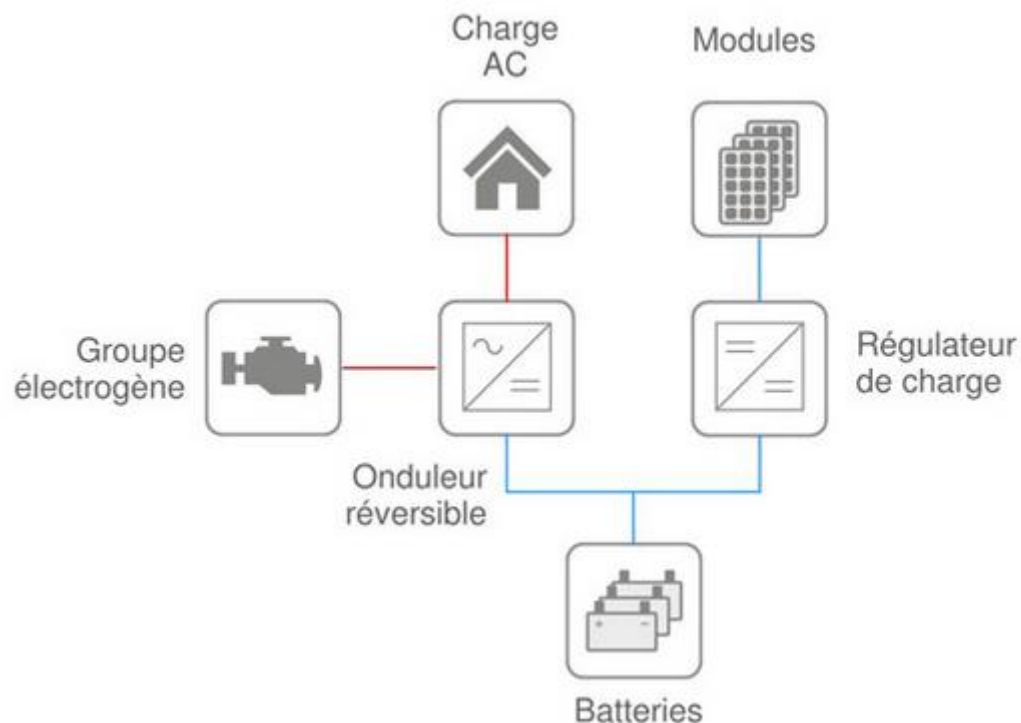 Charge
AC
Modules
Groupe
électrogène
Régulateur
de charge
Onduleur
réversible
Batteries